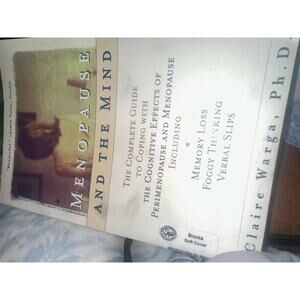 MENOPAUSE
AND THE MIND
THE COMPLETE GUIDE
TO COPING WITH
THE COGNITIVE EFFECTS OF
PERIMENOPAUSE AND MENOPAUSE
INCLUDING
MEMORY LOSS
FOGGY THINKING
VERBAL SLIPS
Claire Warga, Ph.D.
Books
Soft Cover